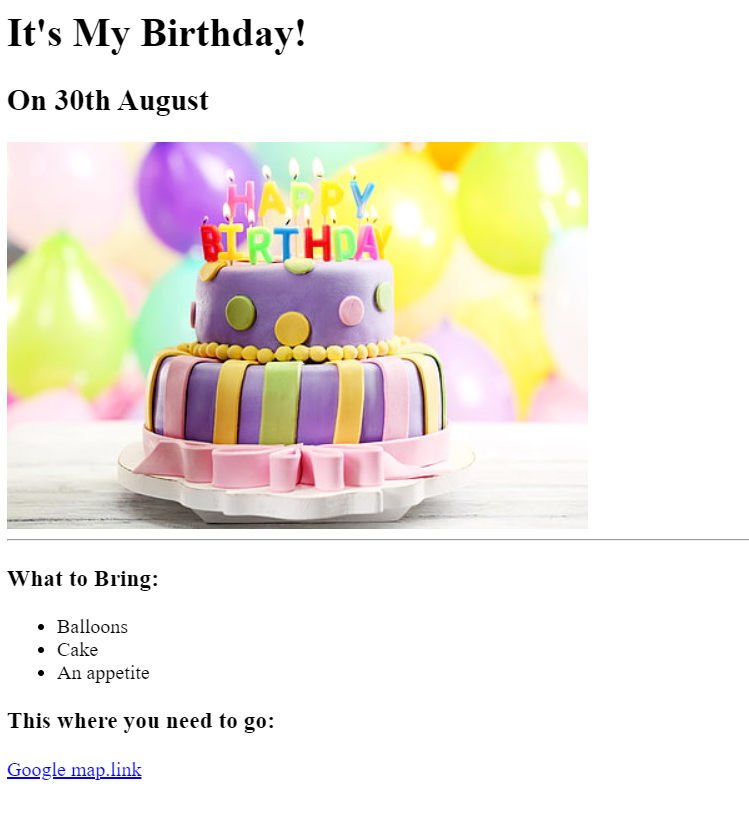 It's My Birthday!
On 30th August
HAPPY
BIRTHDAY
What to Bring:
Balloons
Cake
An appetite
This where you need to go:
Google map.link